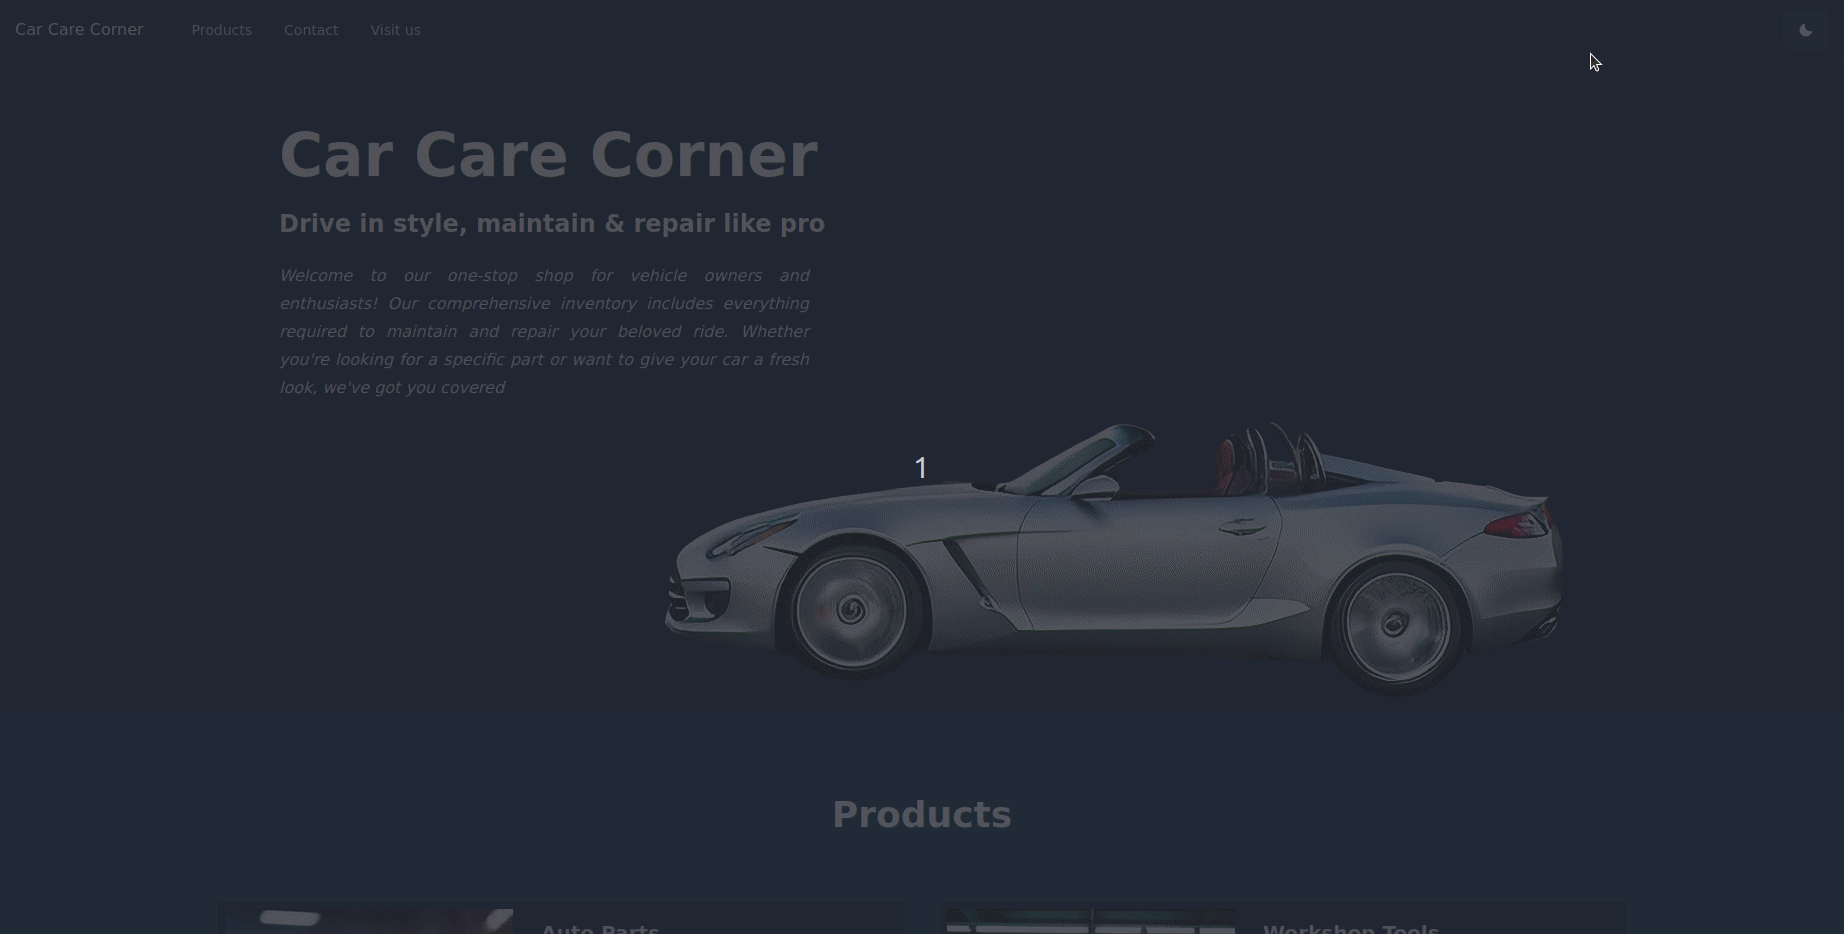 Car Care Corner Products Contact Visit us
Car Care Corner
Drive in style, maintain & repair like pro
Welcome to our one-stop shop for vehicle owners and
enthusiasts! Our comprehensive inventory includes everything
required to maintain and repair your beloved ride. Whether
you're looking for a specific part or want to give your car a fresh
look, we've got you covered
1
Products
Auto Parts
Workshop Tools